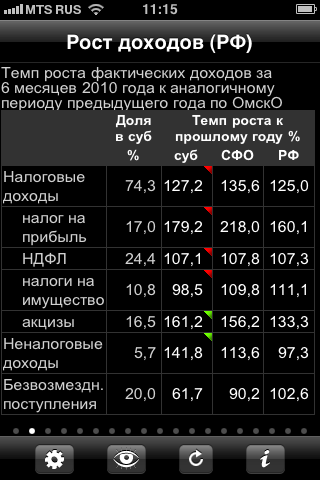 MTS RUS 11:15
Рост доходов (РФ)
Темп роста фактических доходов за
6 месяцев 2010 года к аналогичному
периоду предыдущего года по ОмскО
Доля в суб % Темп роста к прошлому году %
суб СФО РФ
Налоговые доходы 74,3 127,2 135,6 125,0
налог на прибыль 17,0 179,2 218,0 160,1
НДФЛ 24,4 107,1 107,8 107,3
налоги на имущество 10,8 98,5 109,8 111,1
акцизы 16,5 161,2 156,2 133,3
Неналоговые доходы 5,7 141,8 113,6 97,3
Безвозмездн. поступления 20,0 61,7 90,2 102,6